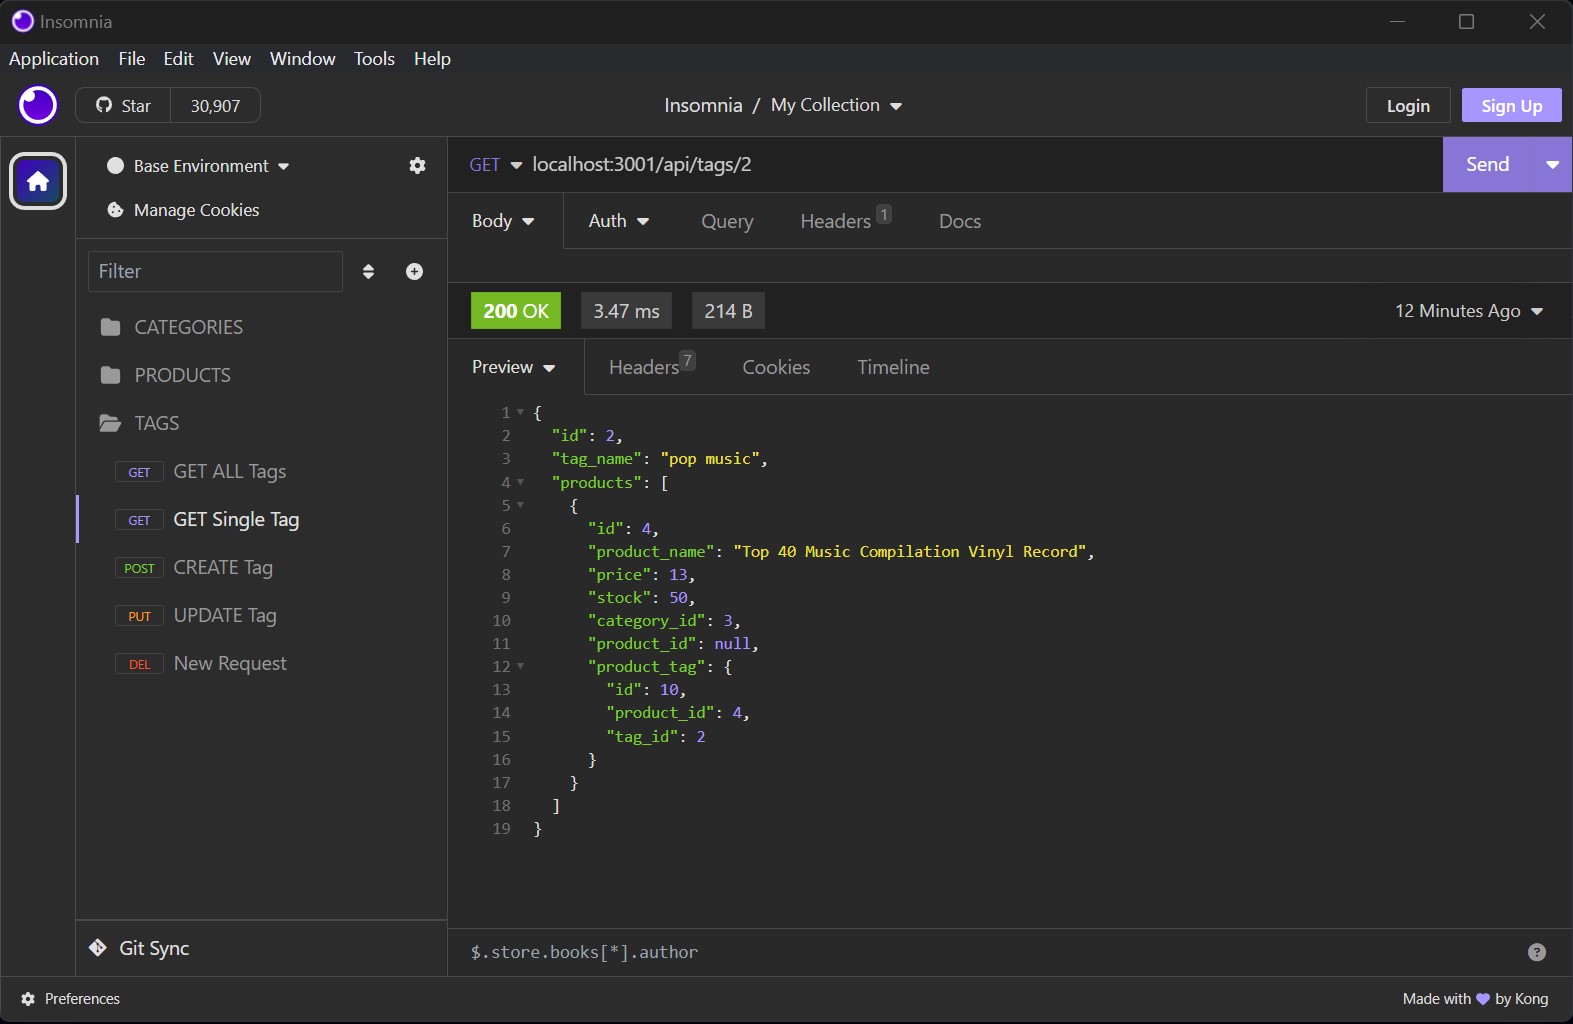 Insomnia
Application File Edit View Window Tools Help
Star 30,907
Insomnia / My Collection
Login
Sign Up
Base Environment
Manage Cookies
Filter
CATEGORIES
PRODUCTS
TAGS
GET GET ALL Tags
GET GET Single Tag
POST CREATE Tag
PUT UPDATE Tag
DEL New Request
Git Sync
GET localhost:3001/api/tags/2
Send
Body Auth Query Headers 1 Docs
200 OK 3.47 ms 214 B 12 Minutes Ago
Preview Headers 7 Cookies Timeline
1 {
2 "id": 2,
3 "tag_name": "pop music",
4 "products": [
5 {
6 "id": 4,
7 "product_name": "Top 40 Music Compilation Vinyl Record",
8 "price": 13,
9 "stock": 50,
10 "category_id": 3,
11 "product_id": null,
12 "product_tag": {
13 "id": 10,
14 "product_id": 4,
15 "tag_id": 2
16 }
17 }
18 ]
19 }
$.store.books[*].author ?
Preferences
Made with 💜 by Kong